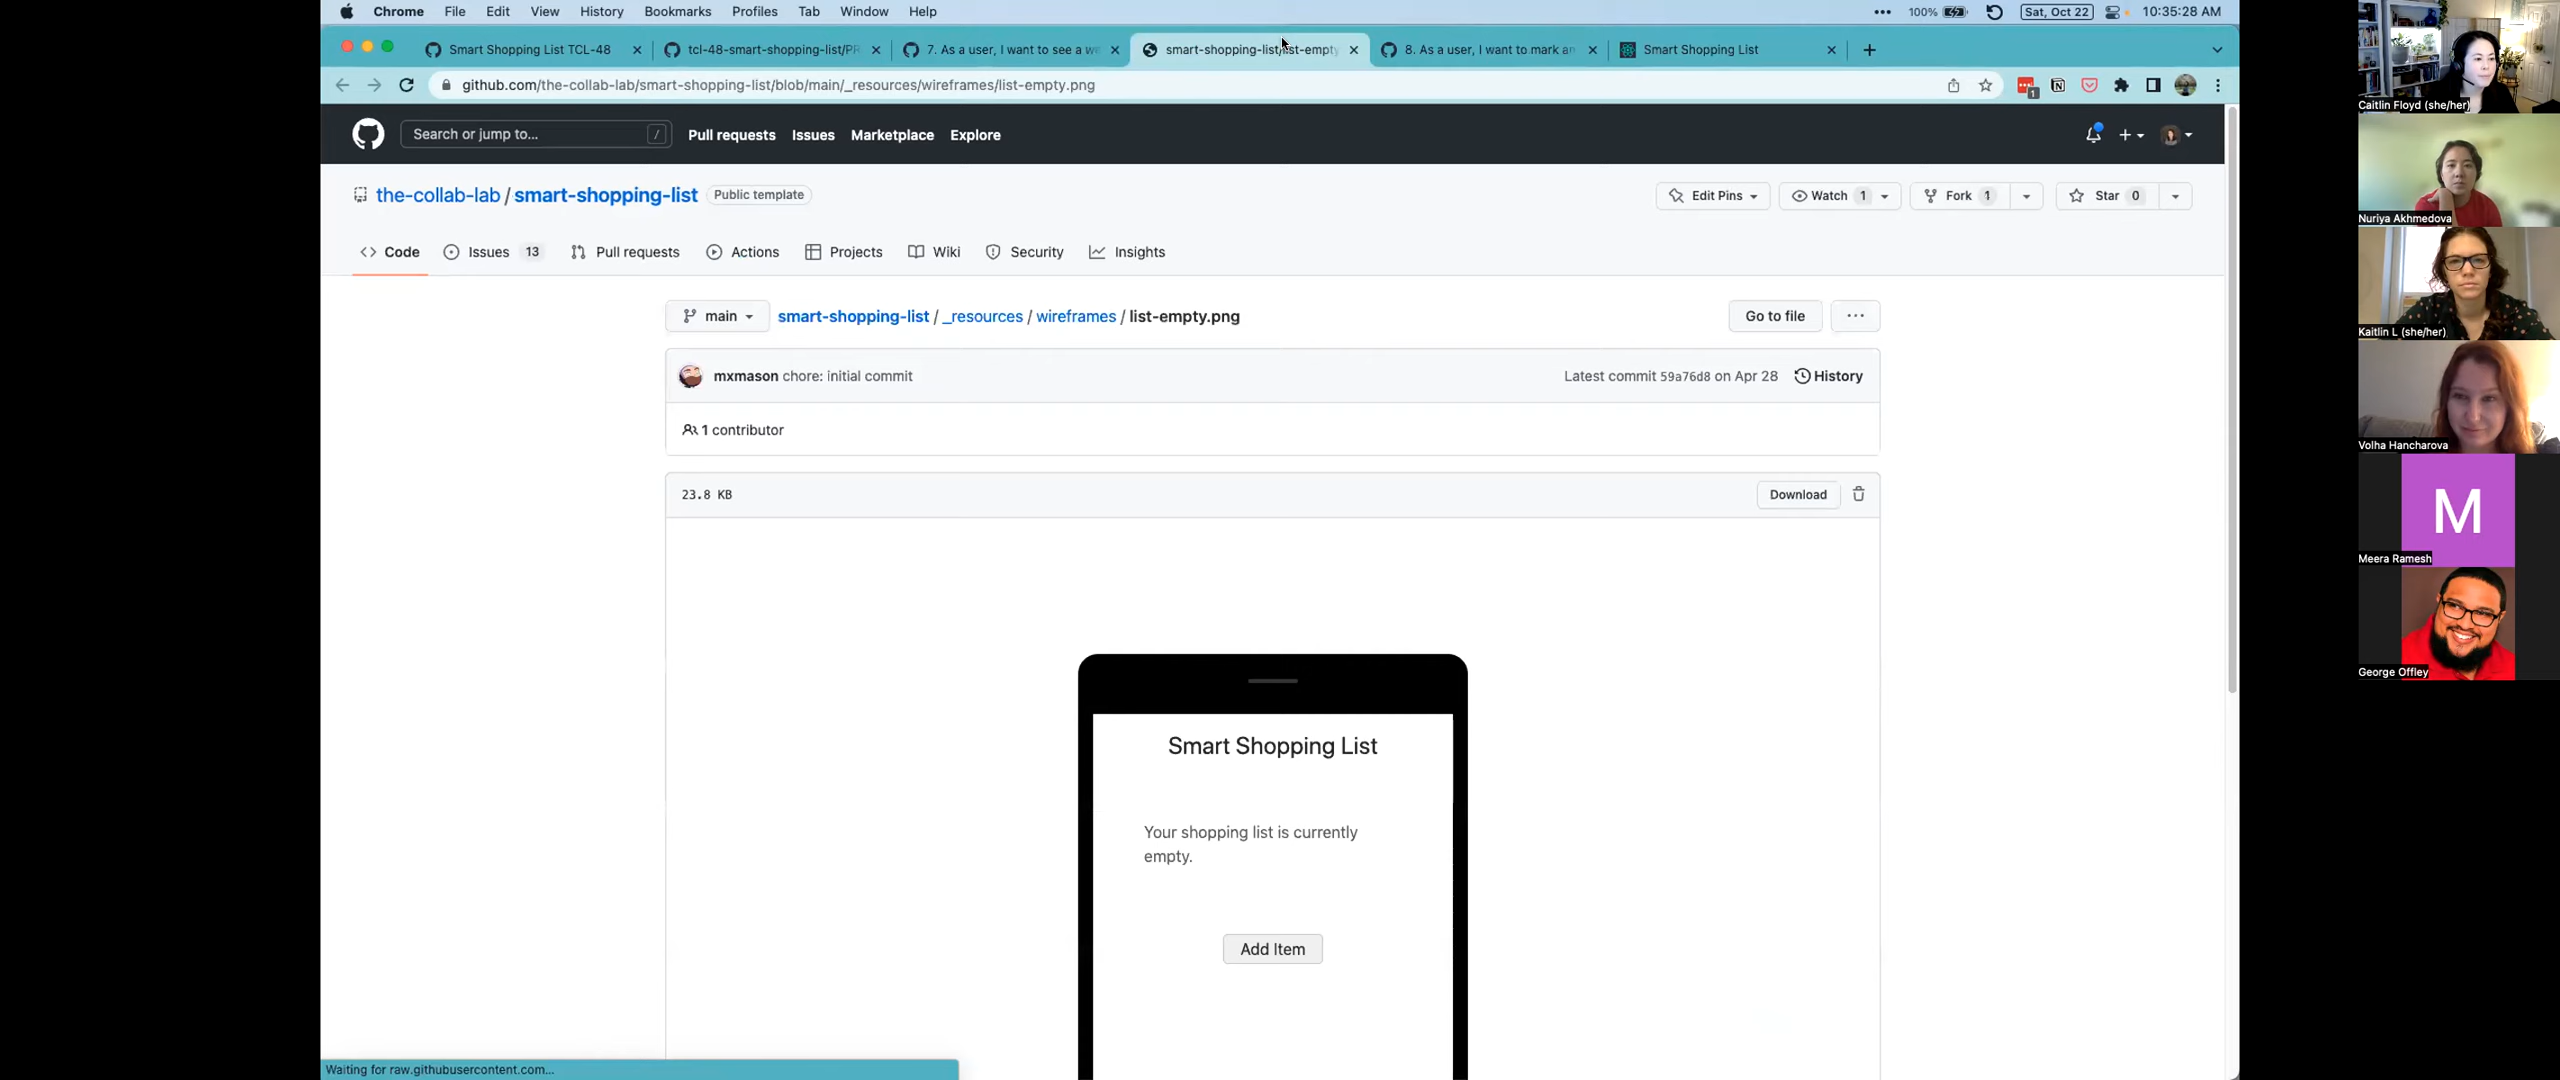 Chrome File Edit View History Bookmarks Profiles Tab Window Help
100% Sat, Oct 22 10:35:28 AM
Smart Shopping List TCL-48
tcl-48-smart-shopping-list/PR
7. As a user, I want to see a we
smart-shopping-list/list-empty
8. As a user, I want to mark an
Smart Shopping List
github.com/the-collab-lab/smart-shopping-list/blob/main/_resources/wireframes/list-empty.png
1
Search or jump to... /
Pull requests Issues Marketplace Explore
the-collab-lab / smart-shopping-list Public template
Edit Pins Watch 1 Fork 1 Star 0
Code Issues 13 Pull requests Actions Projects Wiki Security Insights
main smart-shopping-list / _resources / wireframes / list-empty.png Go to file
mxmason chore: initial commit Latest commit 59a76d8 on Apr 28 History
1 contributor
23.8 KB Download
Smart Shopping List
Your shopping list is currently
empty.
Add Item
Waiting for raw.githubusercontent.com...
Caitlin Floyd (she/her)
Nuriya Akhmedova
Kaitlin L (she/her)
Volha Hancharova
M
Meera Ramesh
George Offley